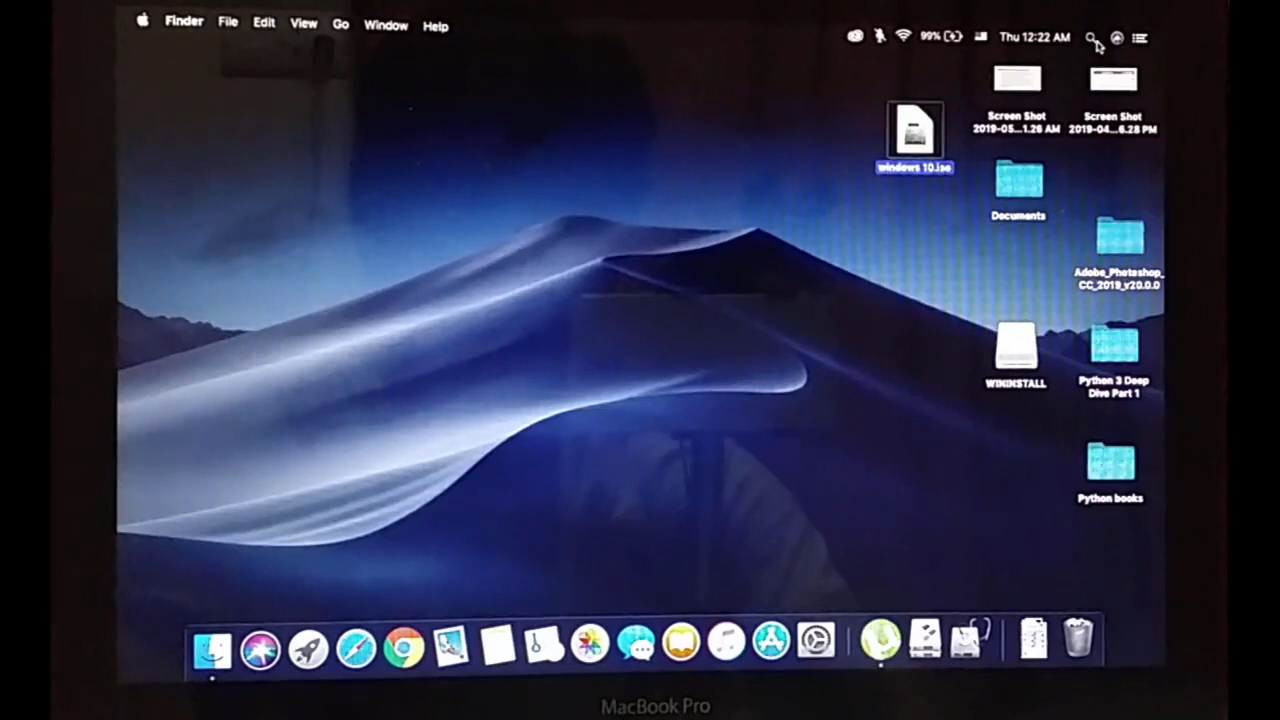 Finder File Edit View Go Window Help
99% Thu 12:22 AM
Screen Shot
2019-05...1.26 AM
Screen Shot
2019-04...6.28 PM
windows 10.iso
Documents
Adobe_Photoshop_
CC_2019_v20.0.0
WININSTALL
Python 3 Deep
Dive Part 1
Python books
MacBook Pro